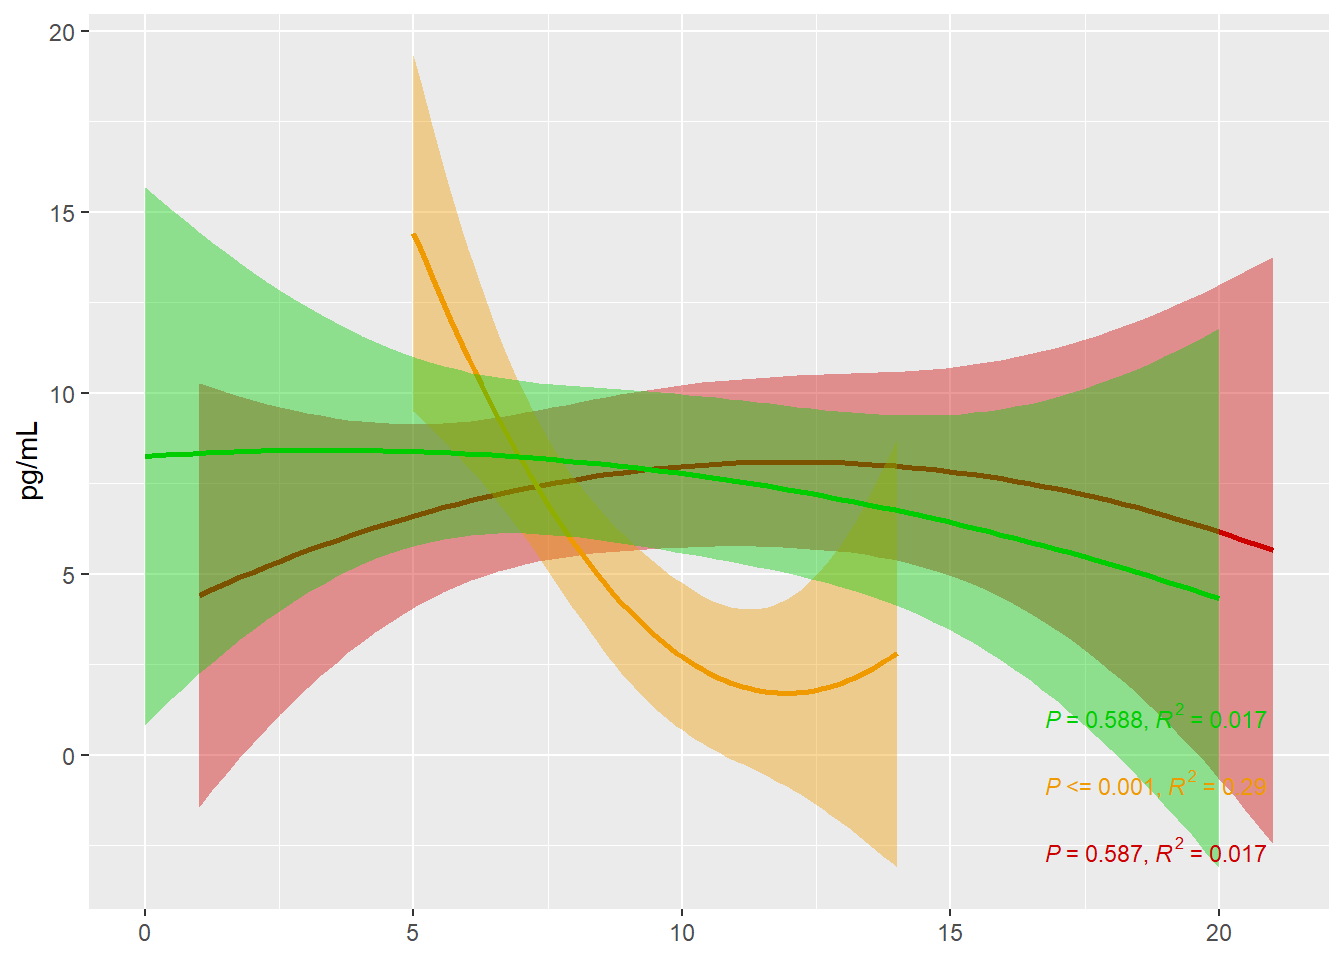 20
15
10
5
0
pg/mL
P = 0.588, R² = 0.017
P <= 0.001, R² = 0.29
P = 0.587, R² = 0.017
0 5 10 15 20